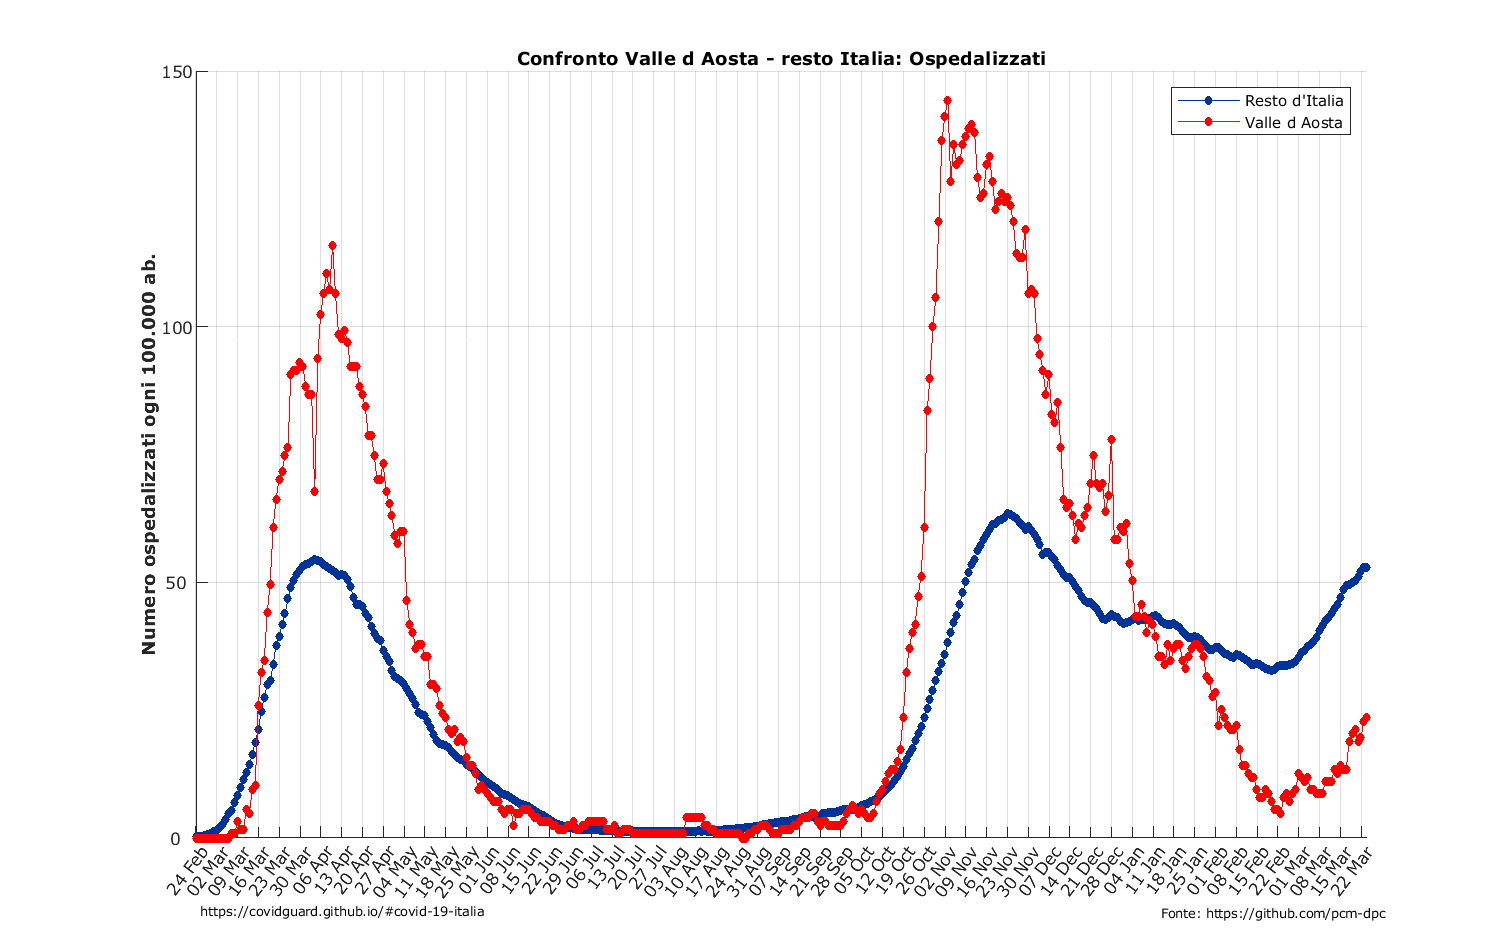 Confronto Valle d Aosta - resto Italia: Ospedalizzati
Numero ospedalizzati ogni 100.000 ab.
150
100
50
0
Resto d'Italia
Valle d Aosta
24 Feb
02 Mar
09 Mar
16 Mar
23 Mar
30 Mar
06 Apr
13 Apr
20 Apr
27 Apr
04 May
11 May
18 May
25 May
01 Jun
08 Jun
15 Jun
22 Jun
29 Jun
06 Jul
13 Jul
20 Jul
27 Jul
03 Aug
10 Aug
17 Aug
24 Aug
31 Aug
07 Sep
14 Sep
21 Sep
28 Sep
05 Oct
12 Oct
19 Oct
26 Oct
02 Nov
09 Nov
16 Nov
23 Nov
30 Nov
07 Dec
14 Dec
21 Dec
28 Dec
04 Jan
11 Jan
18 Jan
25 Jan
01 Feb
08 Feb
15 Feb
22 Feb
01 Mar
08 Mar
15 Mar
22 Mar
https://covidguard.github.io/#covid-19-italia
Fonte: https://github.com/pcm-dpc